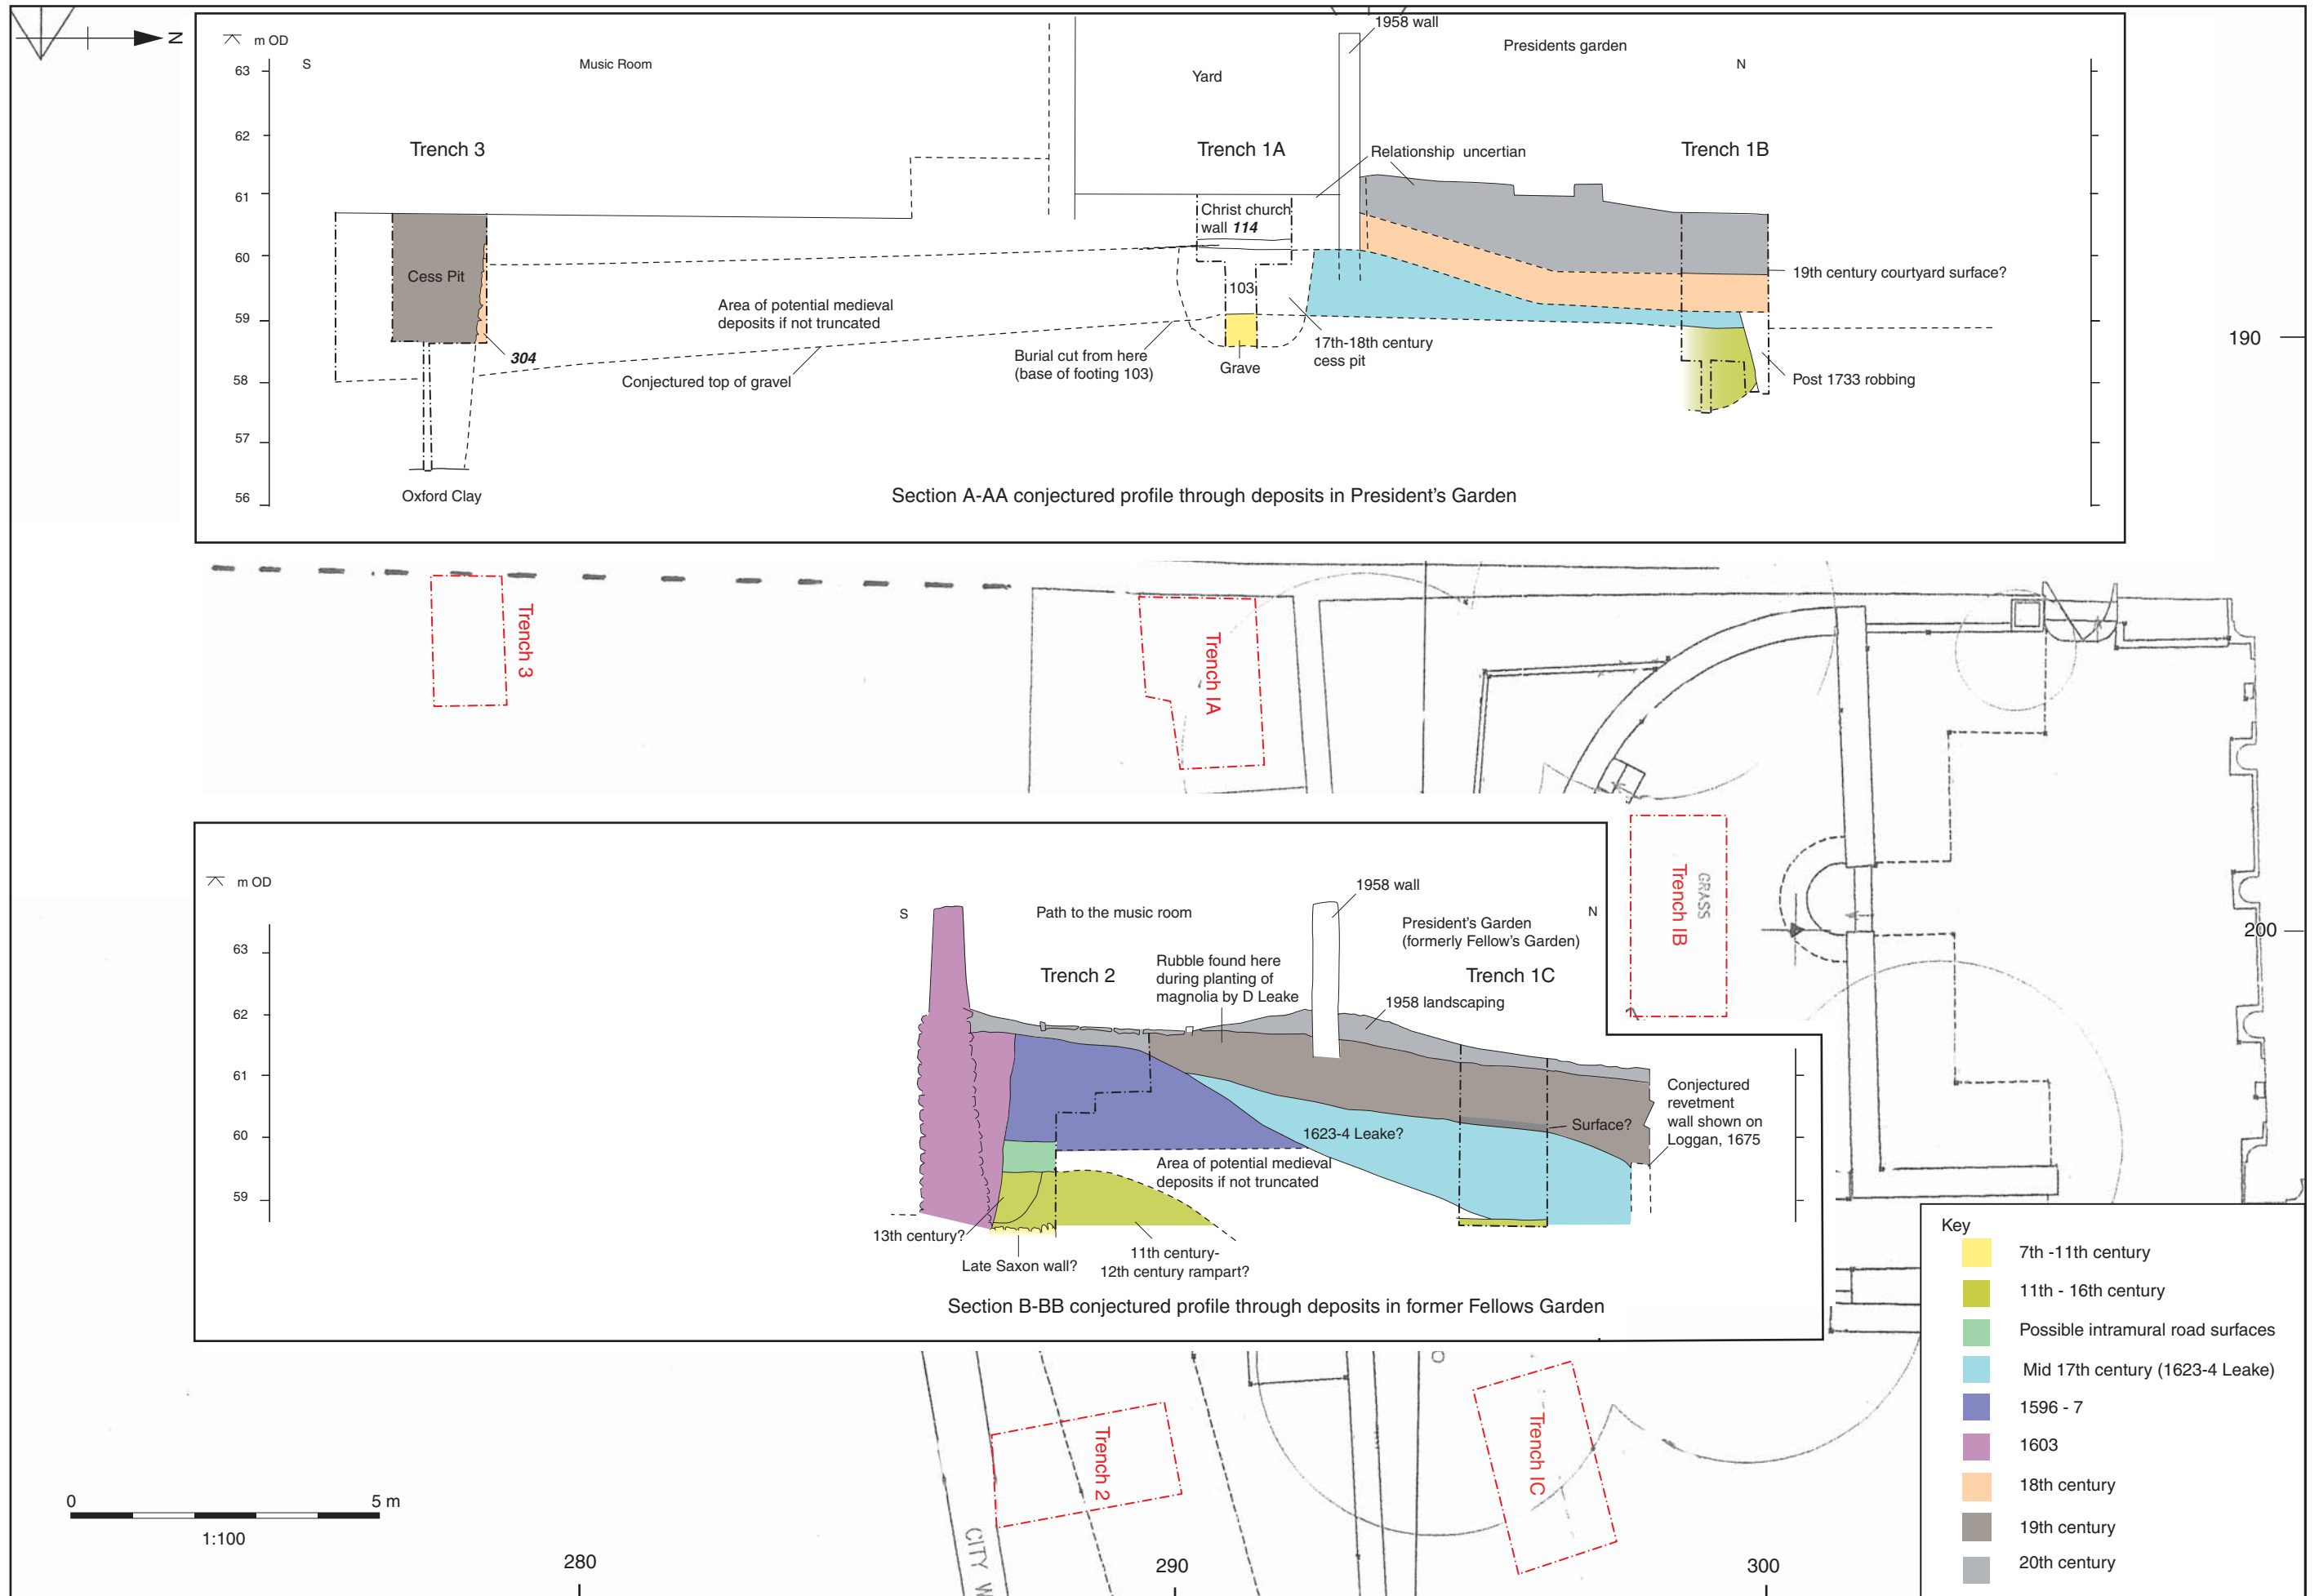 N
m OD
S
Music Room
Yard
1958 wall
Presidents garden
N
63
62
61
60
59
58
57
56
Trench 3
Trench 1A
Relationship uncertian
Trench 1B
Christ church
wall 114
Cess Pit
103
19th century courtyard surface?
Area of potential medieval
deposits if not truncated
304
Conjectured top of gravel
Burial cut from here
(base of footing 103)
Grave
17th-18th century
cess pit
Post 1733 robbing
Oxford Clay
Section A-AA conjectured profile through deposits in President's Garden
190
Trench 3
Trench IA
Trench IB
GRASS
200
m OD
S
Path to the music room
1958 wall
President's Garden
(formerly Fellow's Garden)
N
63
62
61
60
59
Trench 2
Rubble found here
during planting of
magnolia by D Leake
Trench 1C
1958 landscaping
Conjectured
revetment
wall shown on
Loggan, 1675
1623-4 Leake?
Surface?
Area of potential medieval
deposits if not truncated
13th century?
Late Saxon wall?
11th century-
12th century rampart?
Section B-BB conjectured profile through deposits in former Fellows Garden
Key
7th -11th century
11th - 16th century
Possible intramural road surfaces
Mid 17th century (1623-4 Leake)
1596 - 7
1603
18th century
19th century
20th century
Trench 2
Trench IC
CITY W
0
5 m
1:100
280
290
300